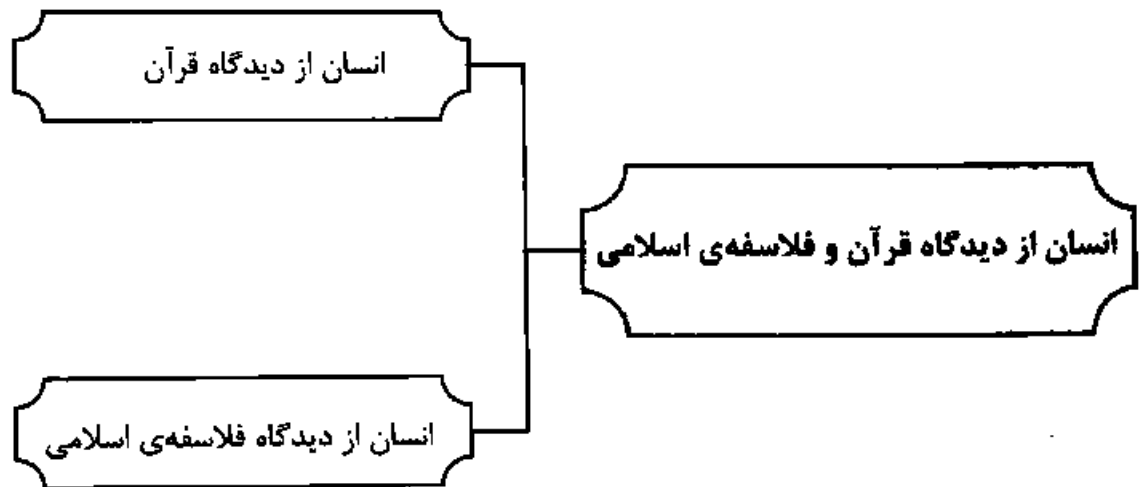 انسان از دیدگاه قرآن و فلاسفه‌ی اسلامی
انسان از دیدگاه قرآن
انسان از دیدگاه فلاسفه‌ی اسلامی